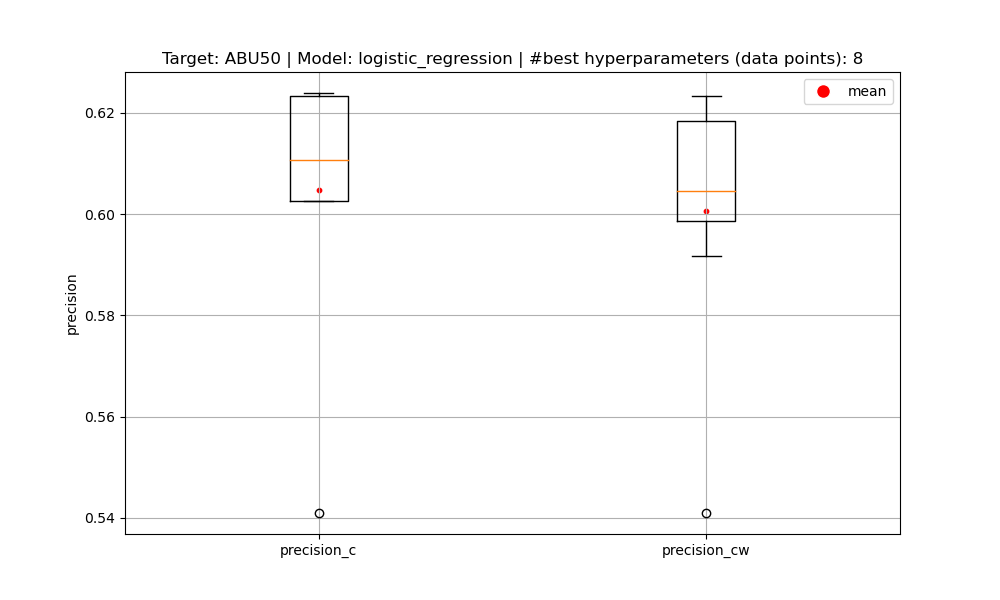 Target: ABU50 | Model: logistic_regression | #best hyperparameters (data points): 8
mean
0.62
0.60
0.58
0.56
0.54
precision
precision_c
precision_cw